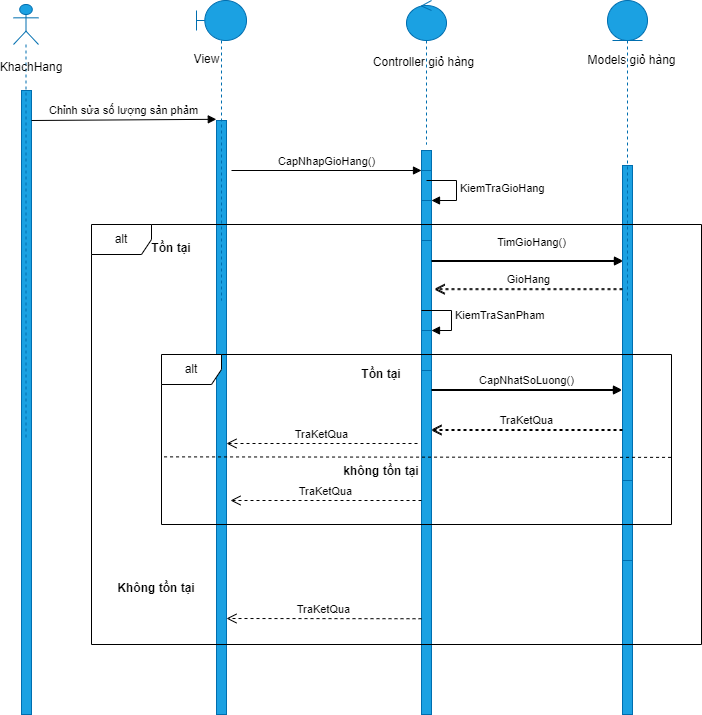 KhachHang
View
Controller giỏ hàng
Models giỏ hàng
Chỉnh sửa số lượng sản phẩm
CapNhapGioHang()
KiemTraGioHang
alt
Tồn tại
TimGioHang()
GioHang
KiemTraSanPham
alt
Tồn tại
CapNhatSoLuong()
TraKetQua
TraKetQua
không tồn tại
TraKetQua
Không tồn tại
TraKetQua